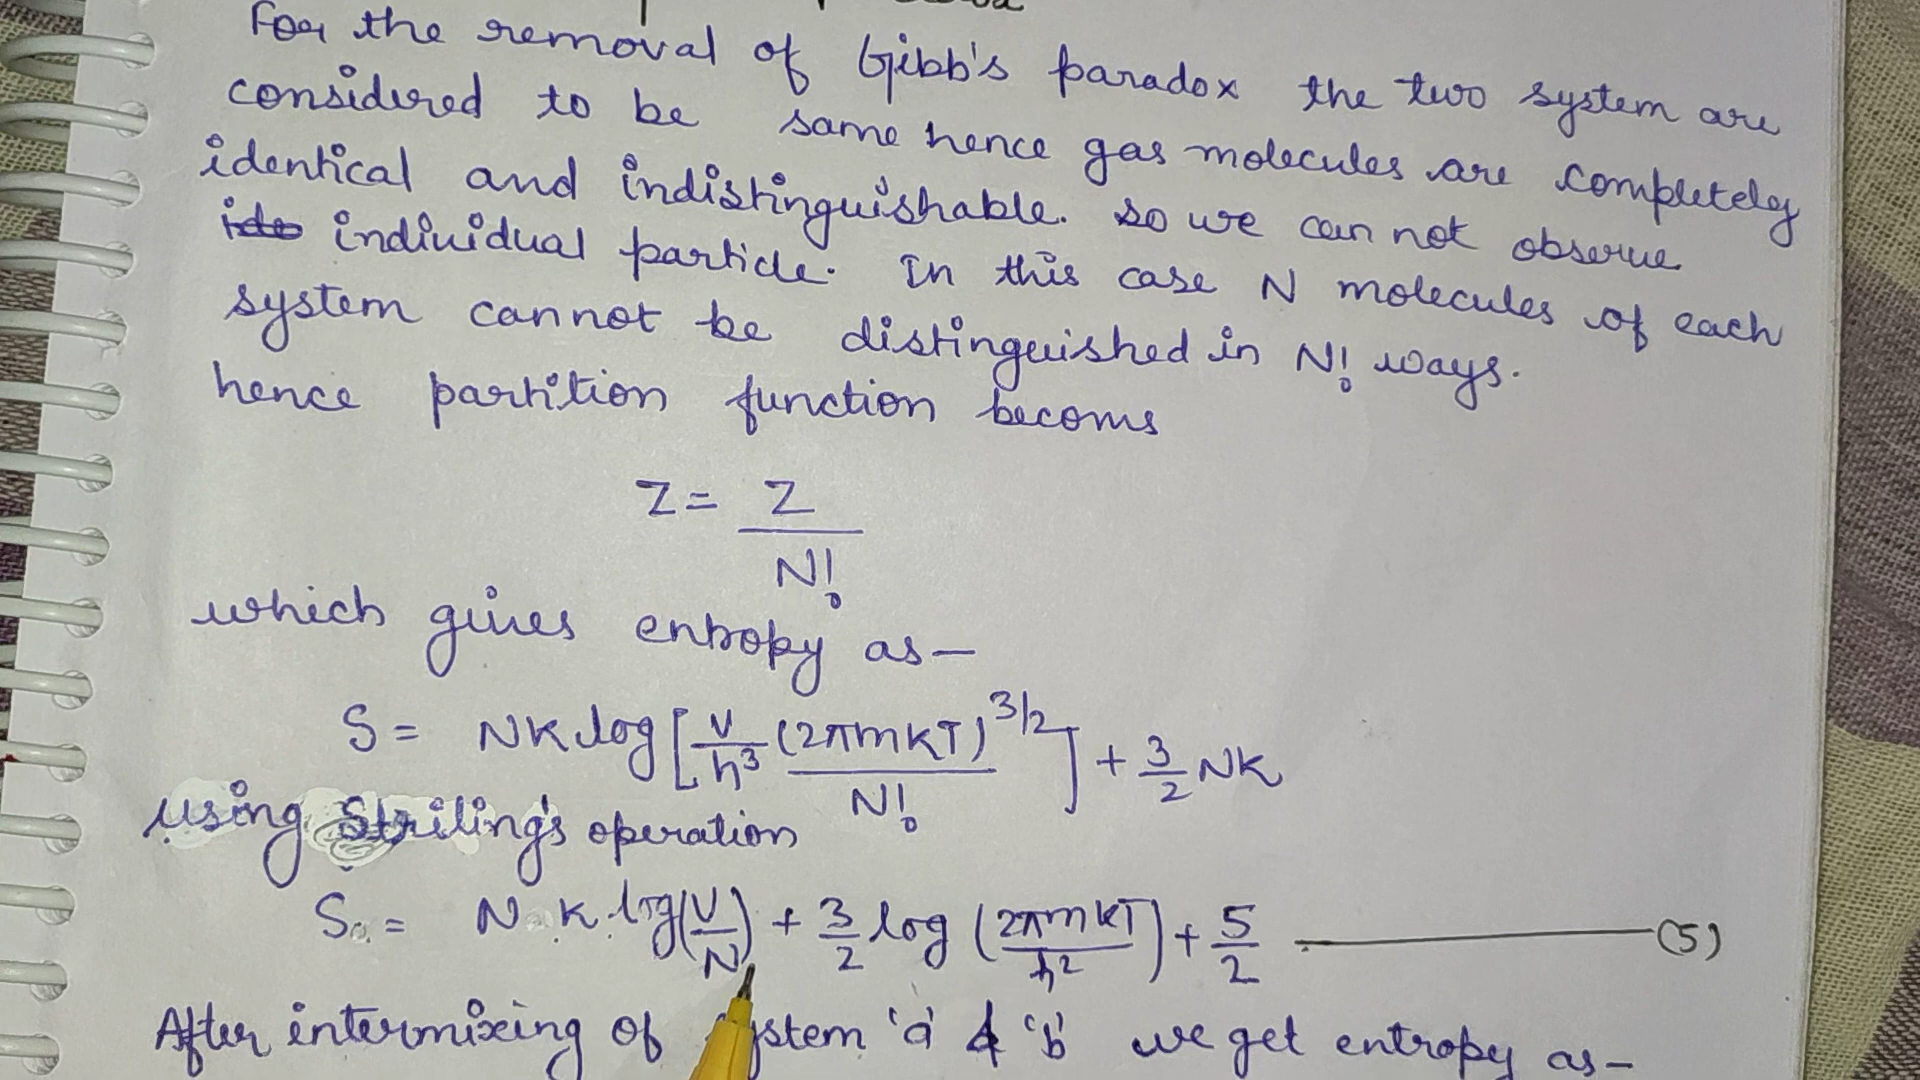 For the removal of Gibb's paradox the two system are
considered to be same hence gas molecules are completely
identical and indistinguishable. So we can not observe
individual particle. In this case N molecules of each
system cannot be distinguished in N! ways.
hence partition function becoms
Z = Z / N!
which gives entropy as –
S = NK log [ V/h³ (2πmKT)^3/2 / N! ] + 3/2 NK
using Striling's operation
S = N K log (V/N) + 3/2 log (2πmKT / h²) + 5/2 — (5)
After intermixing of system 'a' & 'b' we get entropy as –